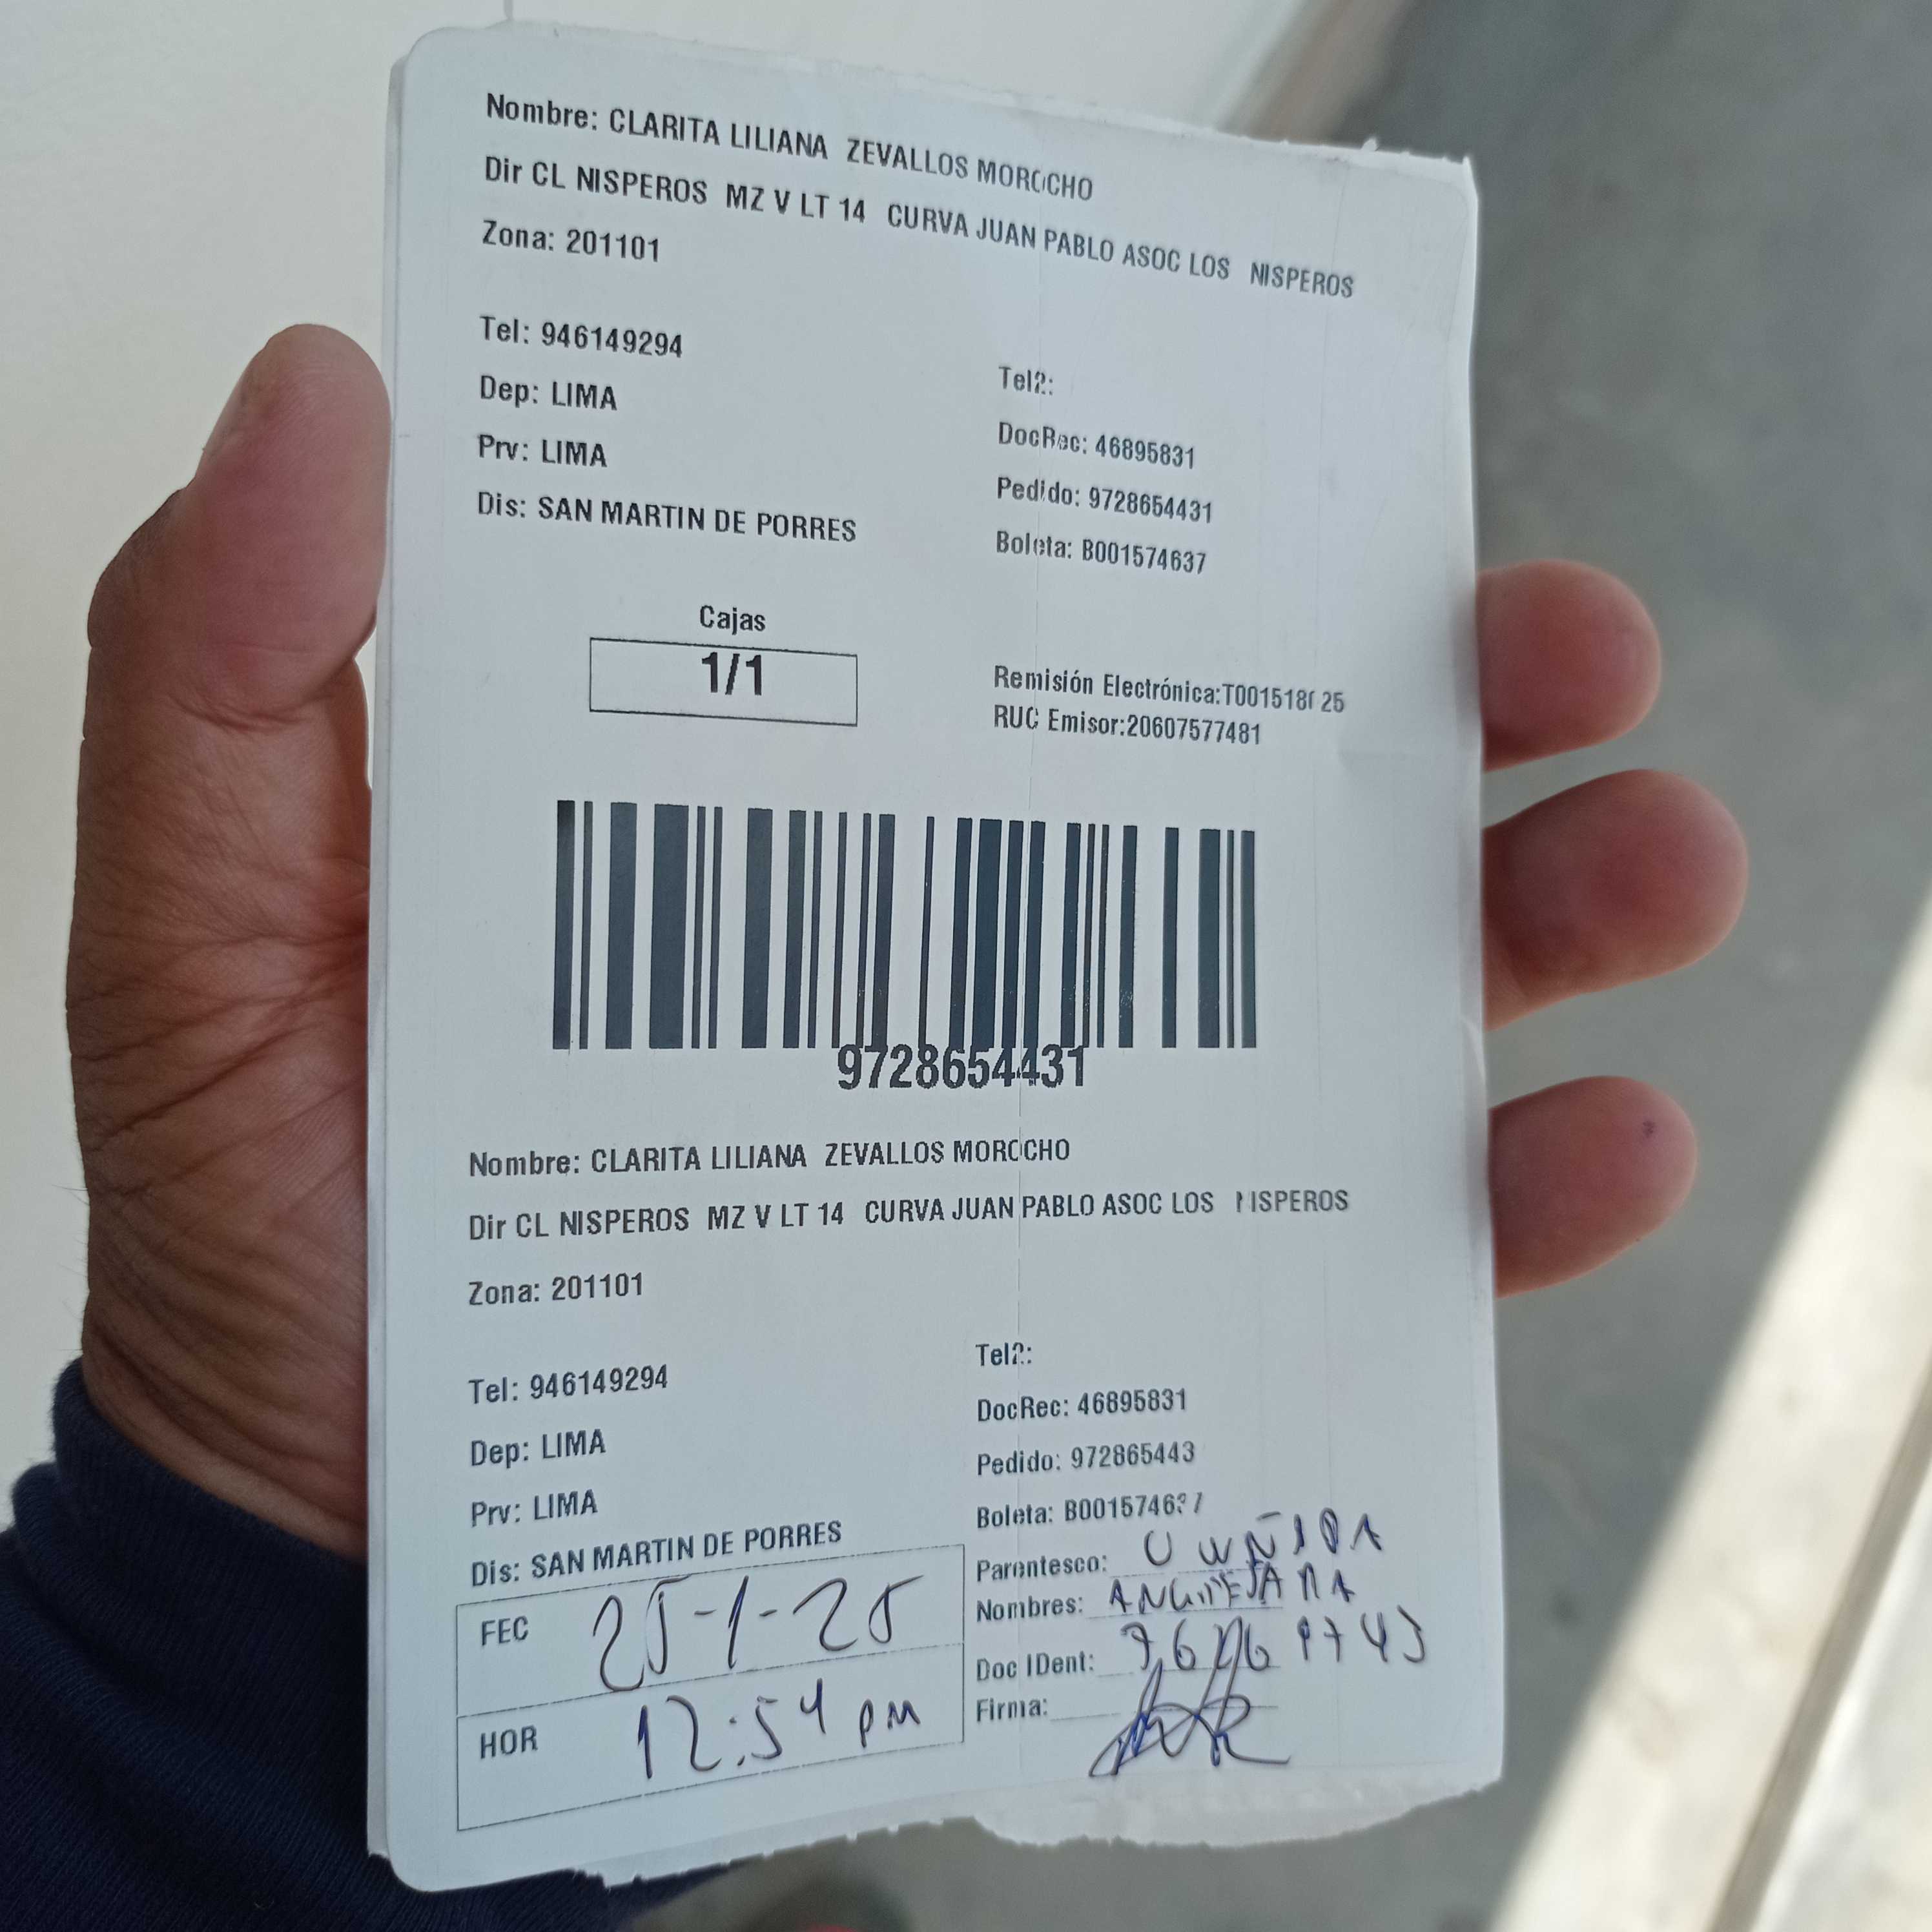 Nombre: CLARITA LILIANA ZEVALLOS MOROCHO
Dir CL NISPEROS MZ V LT 14 CURVA JUAN PABLO ASOC LOS NISPEROS
Zona: 201101
Tel: 946149294
Tel2:
Dep: LIMA
DocRec: 46895831
Prv: LIMA
Pedido: 9728654431
Dis: SAN MARTIN DE PORRES
Boleta: B001574637
Cajas
1/1
Remisión Electrónica:
RUC Emisor:20607577481
9728654431
Nombre: CLARITA LILIANA ZEVALLOS MOROCHO
Dir CL NISPEROS MZ V LT 14 CURVA JUAN PABLO ASOC LOS NISPEROS
Zona: 201101
Tel: 946149294
Tel2:
Dep: LIMA
DocRec: 46895831
Prv: LIMA
Pedido: 972865443
Dis: SAN MARTIN DE PORRES
Boleta: B001574637
FEC 25-1-25
HOR 12:54 PM
Parentesco: CUÑADA
Nombres:
Doc IDent:
Firma: